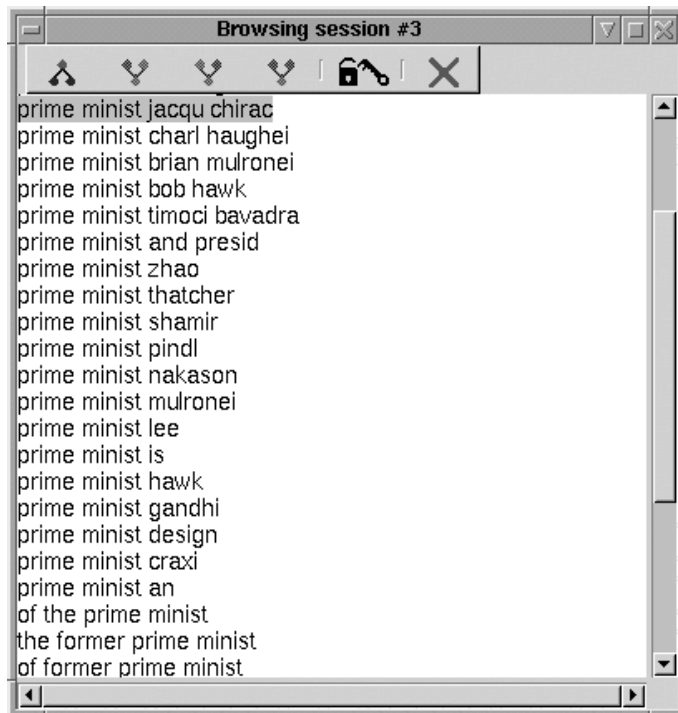 Browsing session #3
prime minist jacqu chirac
prime minist charl haughei
prime minist brian mulronei
prime minist bob hawk
prime minist timoci bavadra
prime minist and presid
prime minist zhao
prime minist thatcher
prime minist shamir
prime minist pindl
prime minist nakason
prime minist mulronei
prime minist lee
prime minist is
prime minist hawk
prime minist gandhi
prime minist design
prime minist craxi
prime minist an
of the prime minist
the former prime minist
of former prime minist